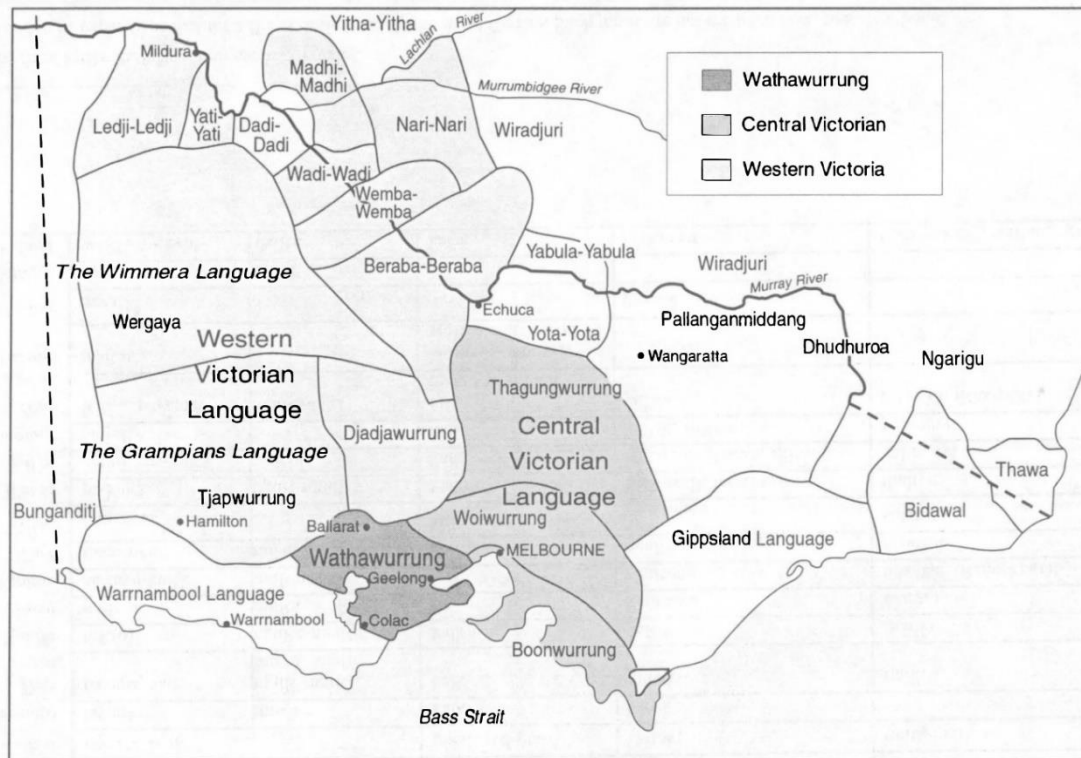 Yitha-Yitha
Lachlan
River
Mildura
Madhi-
Madhi
Murrumbidgee River
Ledji-Ledji
Yati-
Yati
Dadi-
Dadi
Nari-Nari
Wiradjuri
Wathawurrung
Central Victorian
Western Victoria
Wadi-Wadi
Wemba-
Wemba
Yabula-Yabula
The Wimmera Language
Beraba-Beraba
Wiradjuri
Murray River
Echuca
Wergaya
Western
Victorian
Language
Yota-Yota
Pallanganmiddang
Wangaratta
Dhudhuroa
Ngarigu
Thagungwurrung
Central
Victorian
Language
Djadjawurrung
The Grampians Language
Thawa
Tjapwurrung
Bunganditj
Hamilton
Ballarat
Woiwurrung
Bidawal
Wathawurrung
MELBOURNE
Gippsland Language
Geelong
Warrnambool Language
Warrnambool
Colac
Boonwurrung
Bass Strait